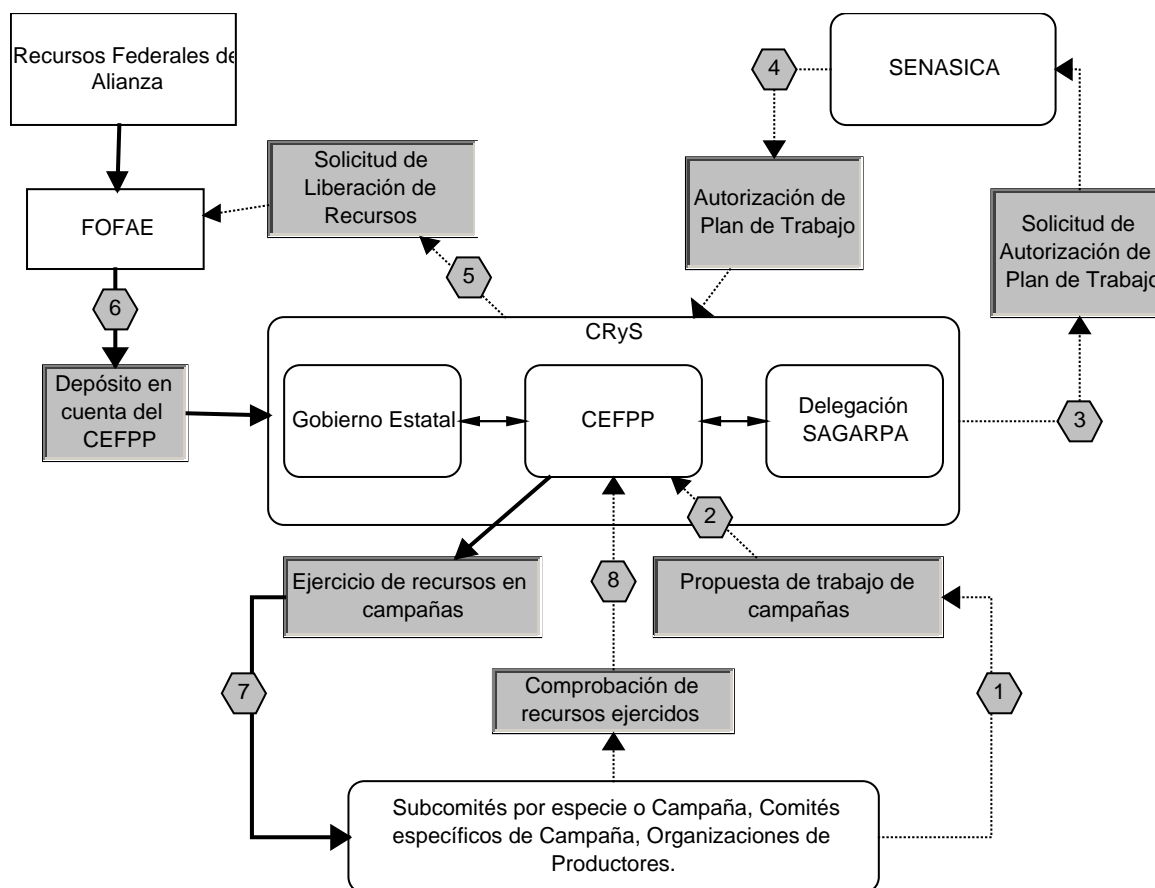 Recursos Federales de
Alianza
4
SENASICA
Solicitud de
Liberación de
Recursos
Autorización de
Plan de Trabajo
Solicitud de
Autorización de
Plan de Trabajo
FOFAE
5
6
CRyS
Depósito en
cuenta del
CEFPP
Gobierno Estatal
CEFPP
Delegación
SAGARPA
3
2
Ejercicio de recursos en
campañas
8
Propuesta de trabajo de
campañas
7
Comprobación de
recursos ejercidos
1
Subcomités por especie o Campaña, Comités
específicos de Campaña, Organizaciones de
Productores.